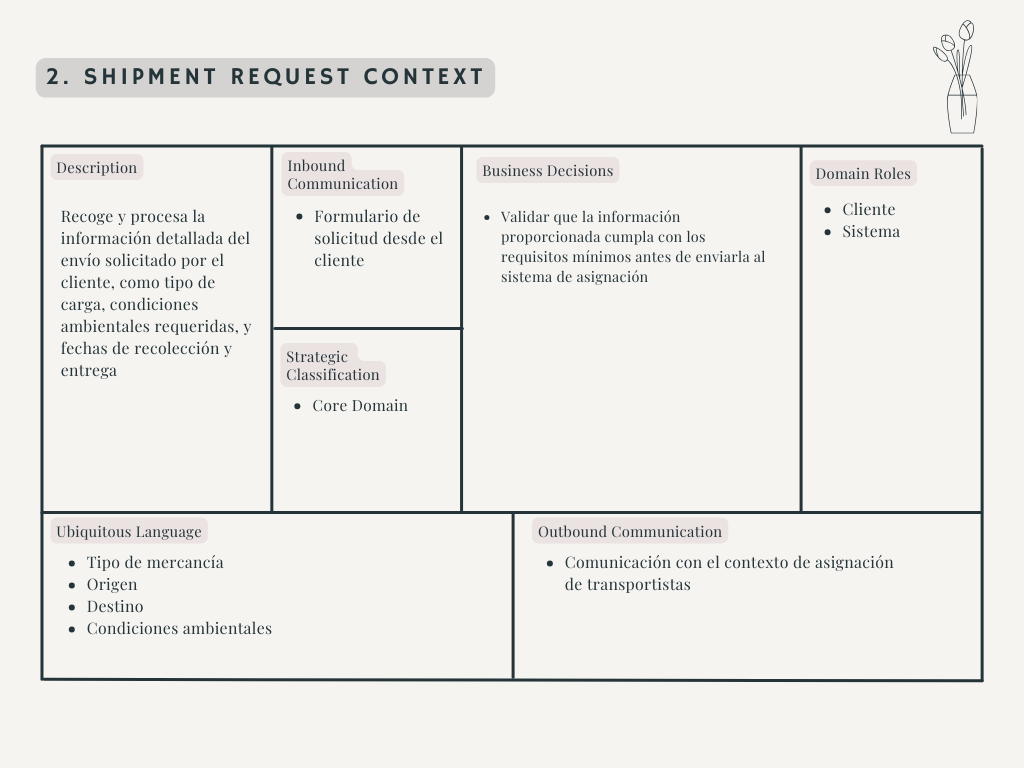 2. SHIPMENT REQUEST CONTEXT
Description
Recoge y procesa la
información detallada del
envío solicitado por el
cliente, como tipo de
carga, condiciones
ambientales requeridas, y
fechas de recolección y
entrega
Inbound
Communication
• Formulario de
solicitud desde el
cliente
Strategic
Classification
• Core Domain
Business Decisions
• Validar que la información
proporcionada cumpla con los
requisitos mínimos antes de enviarla al
sistema de asignación
Domain Roles
• Cliente
• Sistema
Ubiquitous Language
• Tipo de mercancía
• Origen
• Destino
• Condiciones ambientales
Outbound Communication
• Comunicación con el contexto de asignación
de transportistas